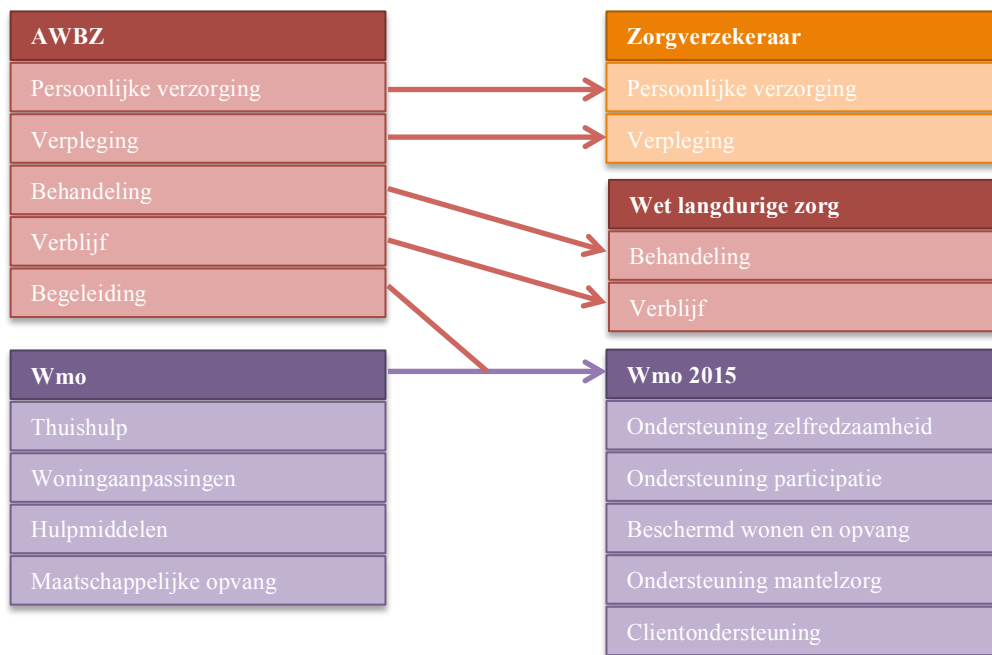 AWBZ
Persoonlijke verzorging
Verpleging
Behandeling
Verblijf
Begeleiding
Wmo
Thuishulp
Woningaanpassingen
Hulpmiddelen
Maatschappelijke opvang
Zorgverzekeraar
Persoonlijke verzorging
Verpleging
Wet langdurige zorg
Behandeling
Verblijf
Wmo 2015
Ondersteuning zelfredzaamheid
Ondersteuning participatie
Beschermd wonen en opvang
Ondersteuning mantelzorg
Clientondersteuning